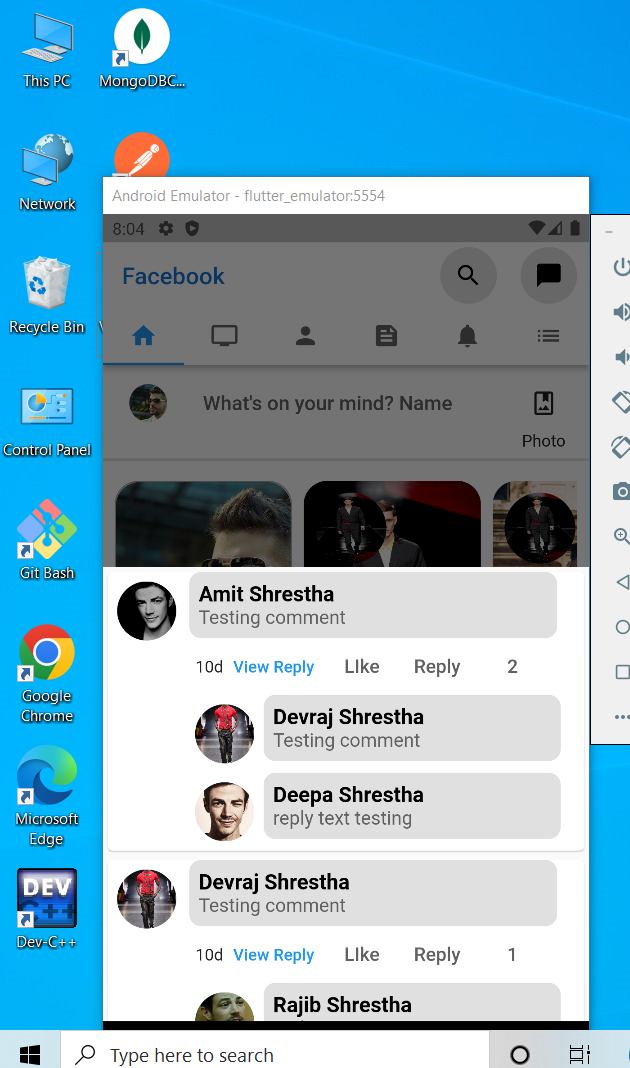 This PC
MongoDBC...
Network
Recycle Bin
Control Panel
Git Bash
Google
Chrome
Microsoft
Edge
DEV
C++
Dev-C++
Android Emulator - flutter_emulator:5554
8:04
Facebook
What's on your mind? Name
Photo
Amit Shrestha
Testing comment
10d View Reply LIke Reply 2
Devraj Shrestha
Testing comment
Deepa Shrestha
reply text testing
Devraj Shrestha
Testing comment
10d View Reply LIke Reply 1
Rajib Shrestha
Type here to search